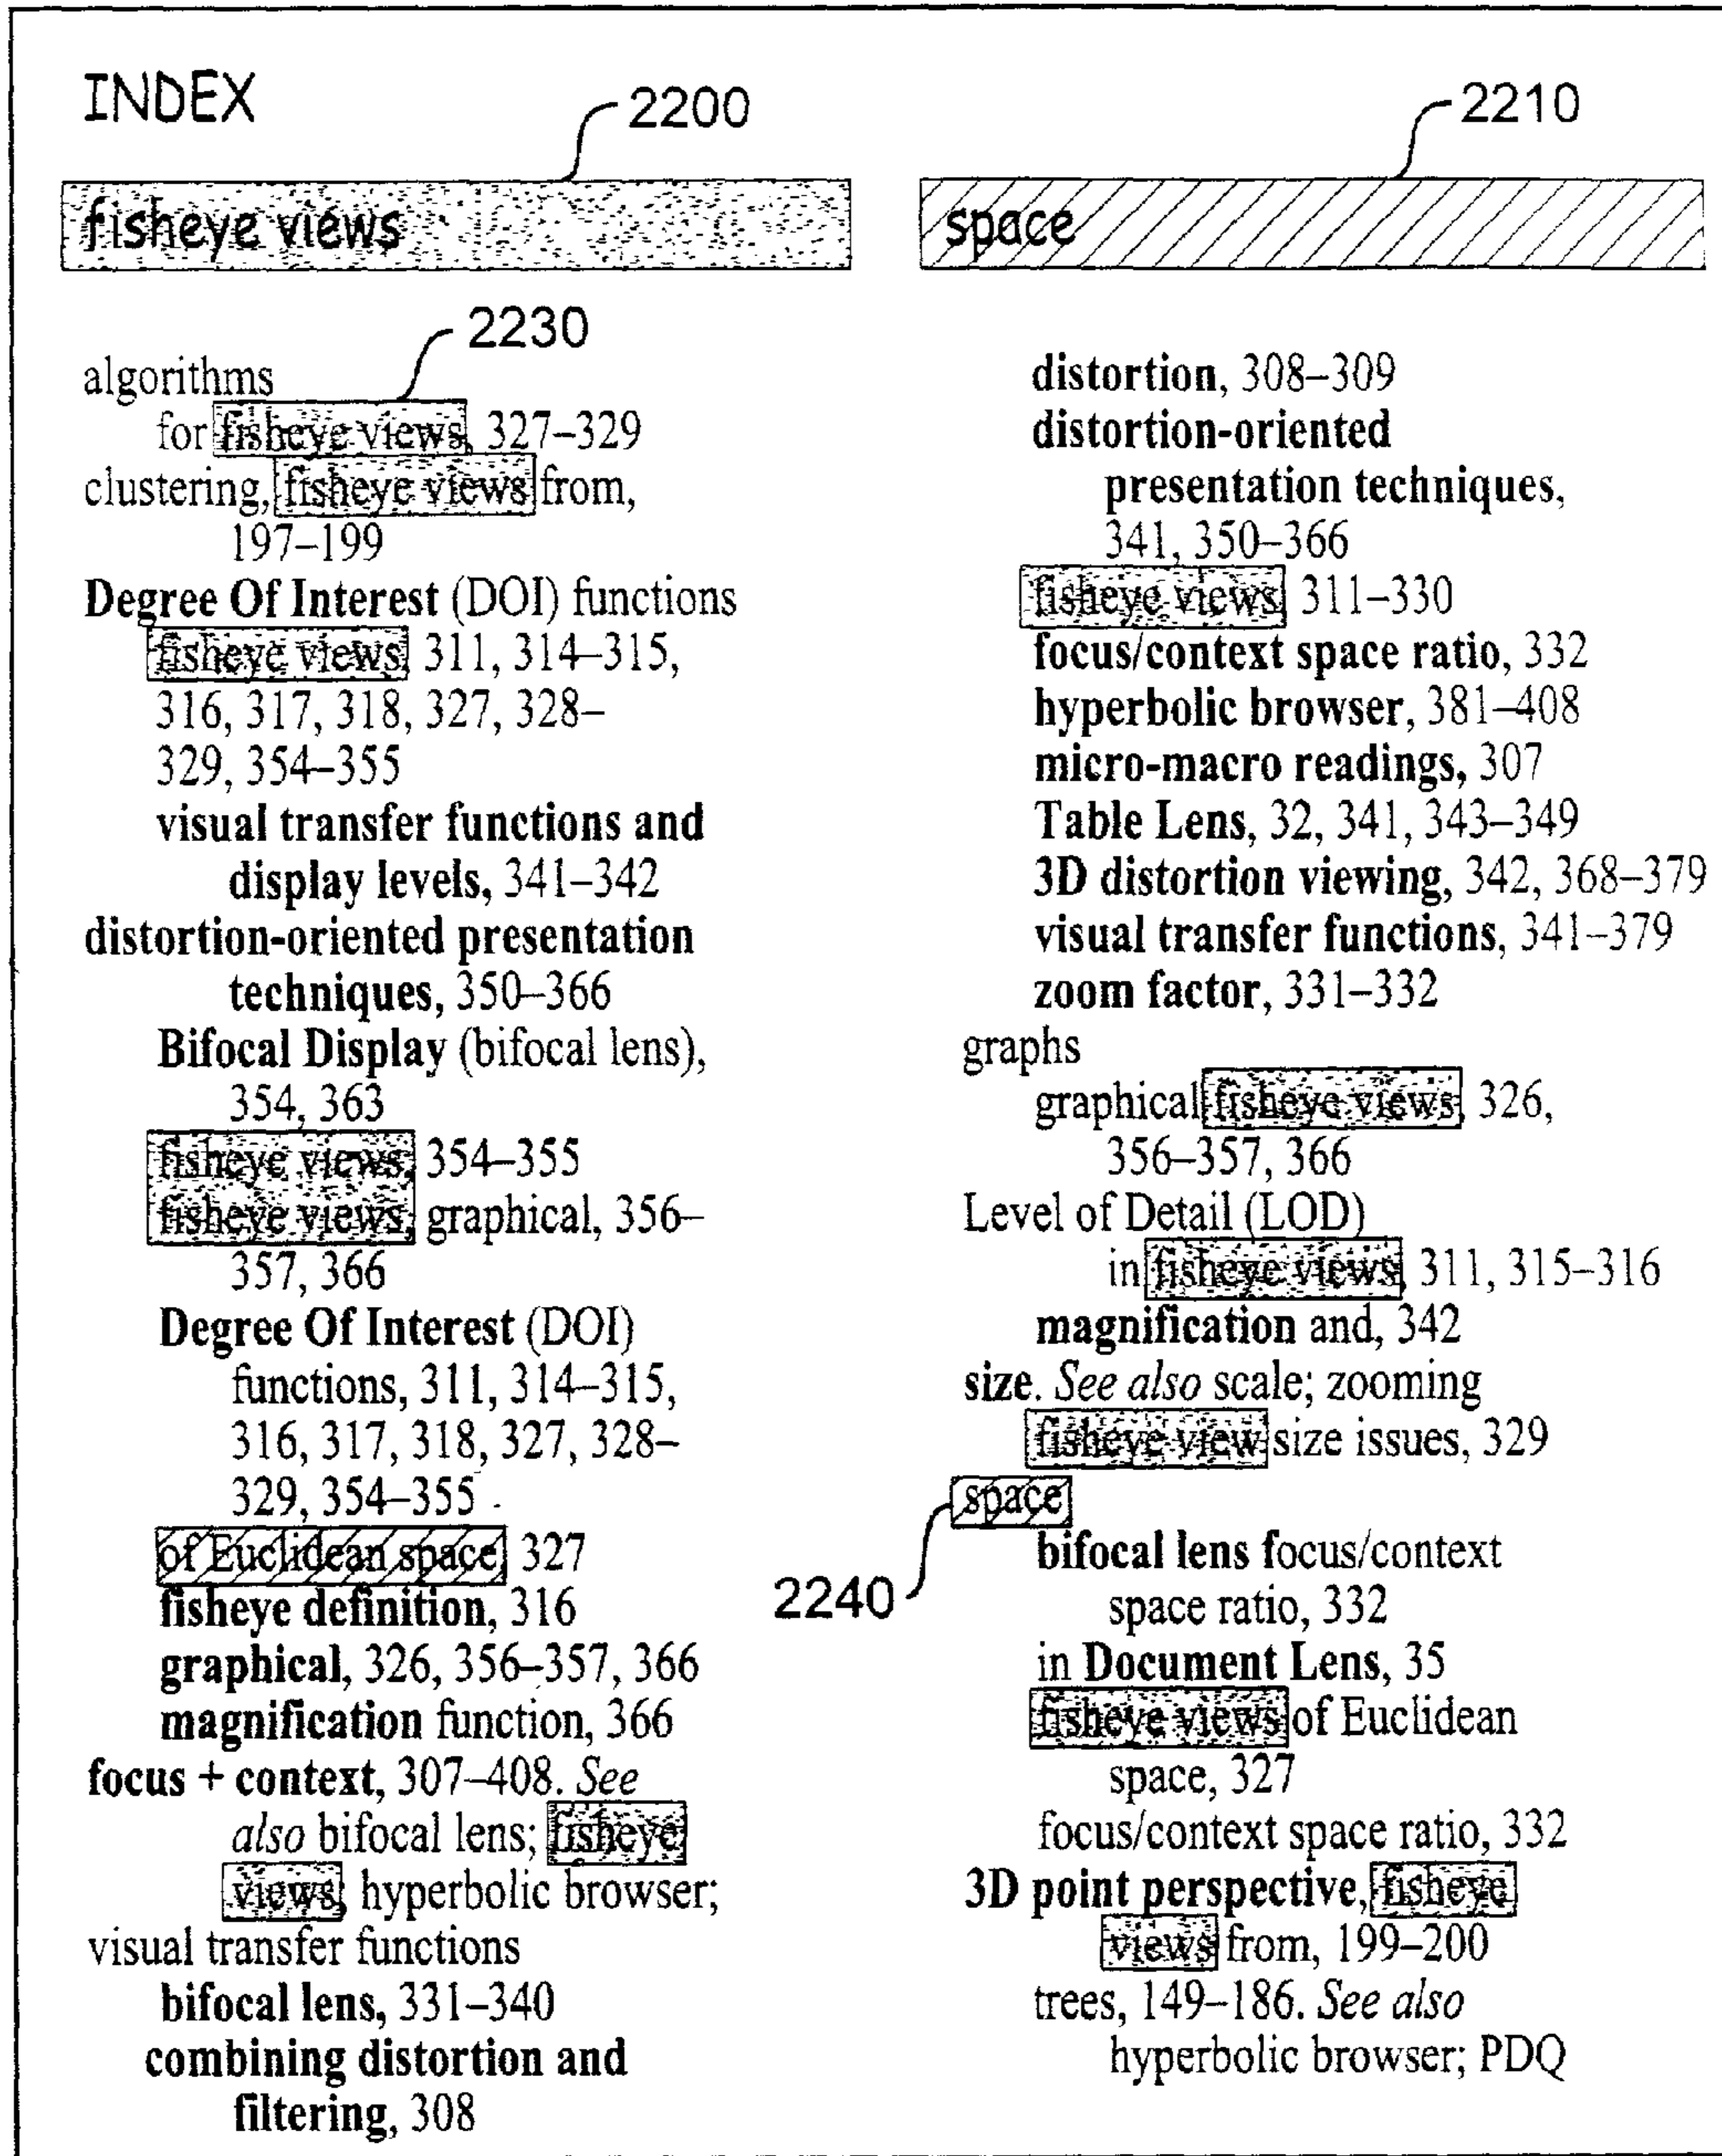 INDEX
2200
2210
fisheye views
space
2230
algorithms
for fisheye views, 327–329
clustering, fisheye views from,
197–199
Degree Of Interest (DOI) functions
fisheye views, 311, 314–315,
316, 317, 318, 327, 328–
329, 354–355
visual transfer functions and
display levels, 341–342
distortion-oriented presentation
techniques, 350–366
Bifocal Display (bifocal lens),
354, 363
fisheye views, 354–355
fisheye views, graphical, 356–
357, 366
Degree Of Interest (DOI)
functions, 311, 314–315,
316, 317, 318, 327, 328–
329, 354–355
of Euclidean space, 327
fisheye definition, 316
graphical, 326, 356–357, 366
magnification function, 366
focus + context, 307–408. See
also bifocal lens; fisheye
views, hyperbolic browser;
visual transfer functions
bifocal lens, 331–340
combining distortion and
filtering, 308
distortion, 308–309
distortion-oriented
presentation techniques,
341, 350–366
fisheye views, 311–330
focus/context space ratio, 332
hyperbolic browser, 381–408
micro-macro readings, 307
Table Lens, 32, 341, 343–349
3D distortion viewing, 342, 368–379
visual transfer functions, 341–379
zoom factor, 331–332
graphs
graphical fisheye views, 326,
356–357, 366
Level of Detail (LOD)
in fisheye views, 311, 315–316
magnification and, 342
size. See also scale; zooming
fisheye view size issues, 329
space
2240
bifocal lens focus/context
space ratio, 332
in Document Lens, 35
fisheye views of Euclidean
space, 327
focus/context space ratio, 332
3D point perspective, fisheye
views from, 199–200
trees, 149–186. See also
hyperbolic browser; PDQ